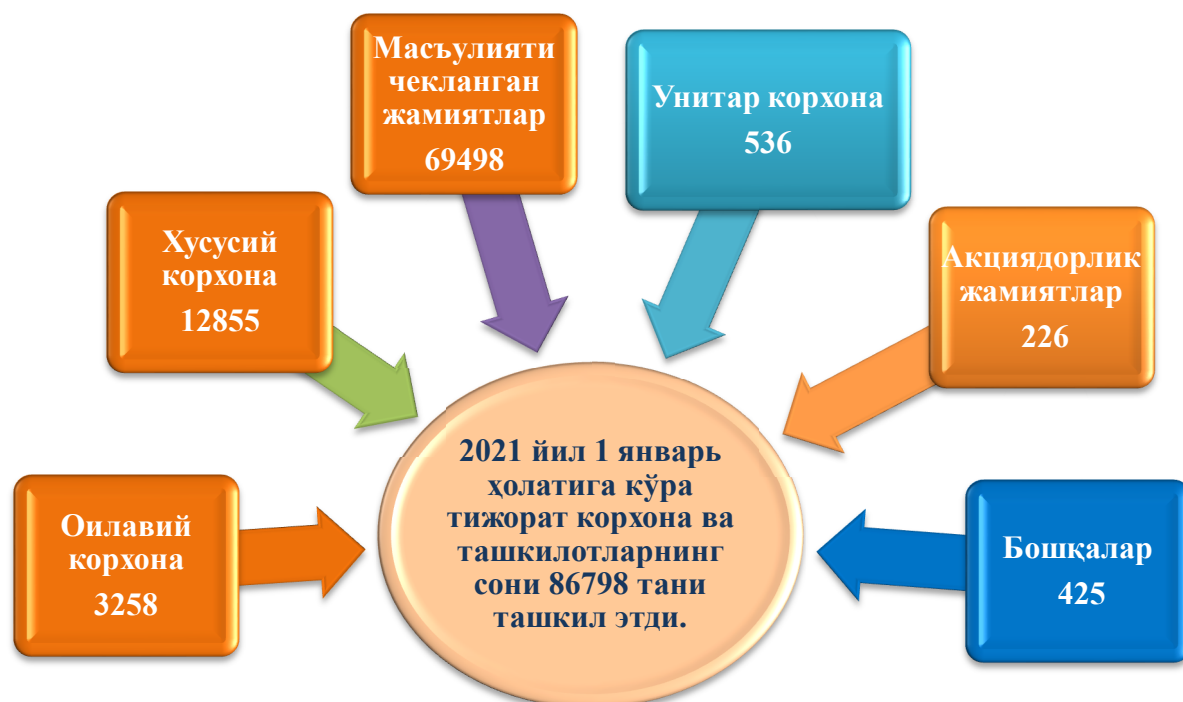 Масъулияти
чекланган
жамиятлар
69498
Унитар корхона
536
Хусусий
корхона
12855
Акциядорлик
жамиятлар
226
Оилавий
корхона
3258
2021 йил 1 январь
ҳолатига кўра
тижорат корхона ва
ташкилотларнинг
сони 86798 тани
ташкил этди.
Бошқалар
425